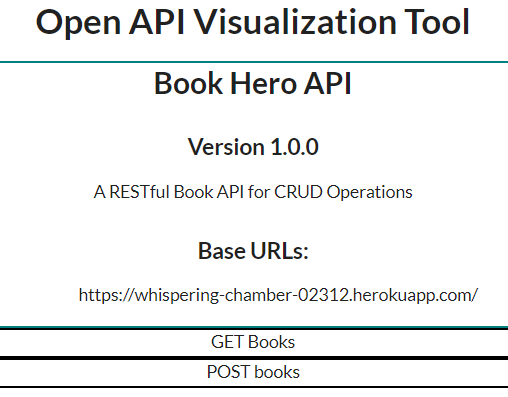 Open API Visualization Tool
Book Hero API
Version 1.0.0
A RESTful Book API for CRUD Operations
Base URLs:
https://whispering-chamber-02312.herokuapp.com/
GET Books
POST books